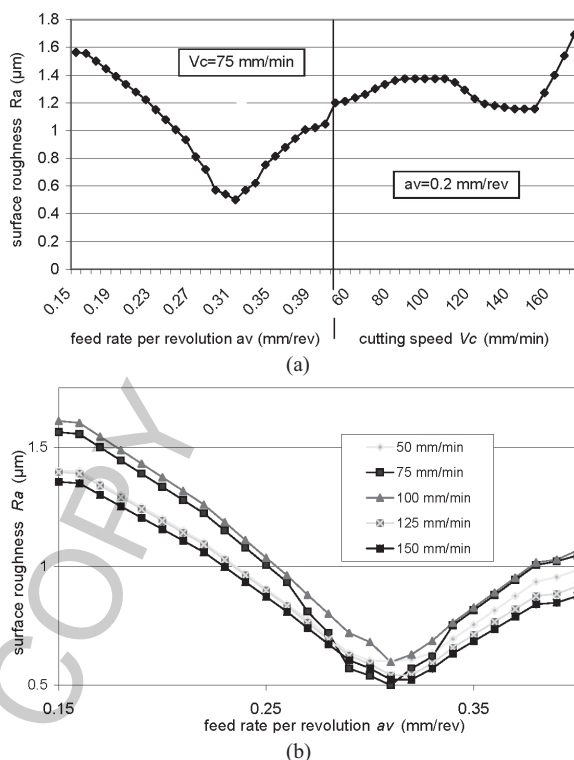 1.8
1.6
1.4
1.2
1
0.8
0.6
0.4
0.2
0
surface roughness Ra (µm)
Vc=75 mm/min
av=0.2 mm/rev
0.15 0.19 0.23 0.27 0.31 0.35 0.39 60 80 100 120 140 160
feed rate per revolution av (mm/rev) cutting speed Vc (mm/min)
(a)
COPY
1.5
1
0.5
surface roughness Ra (µm)
50 mm/min
75 mm/min
100 mm/min
125 mm/min
150 mm/min
0.15 0.25 0.35
feed rate per revolution av (mm/rev)
(b)